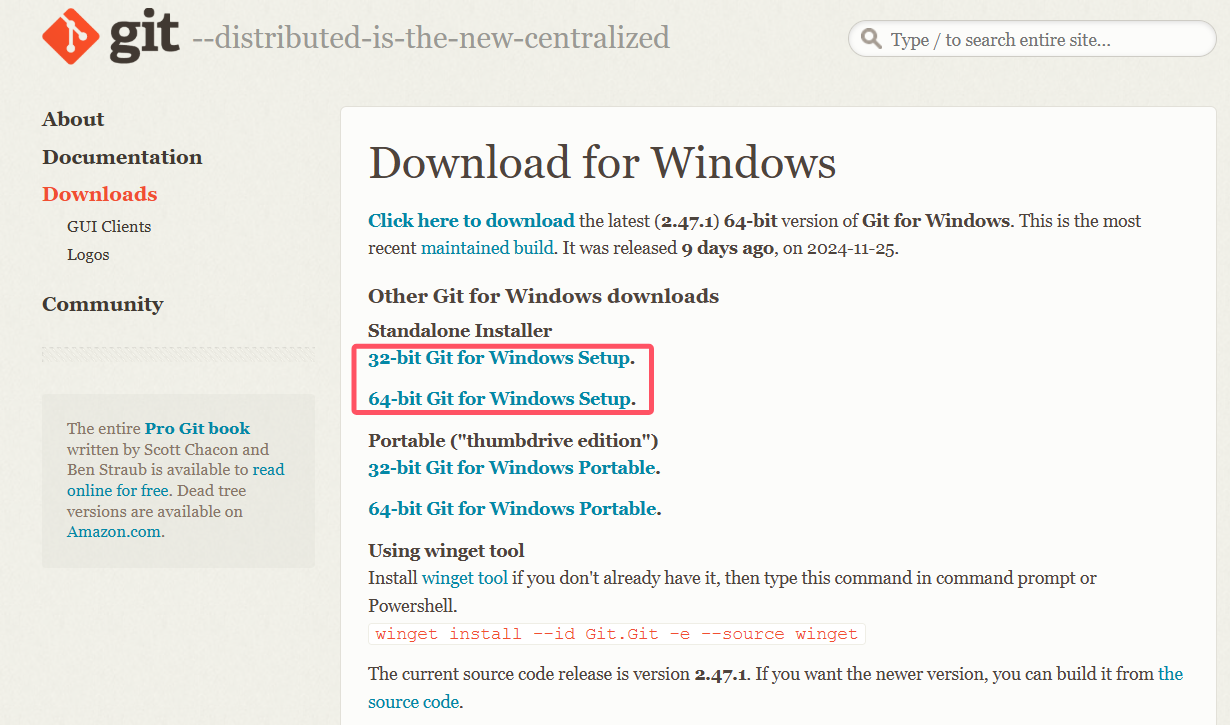 git --distributed-is-the-new-centralized
Type / to search entire site...
About
Documentation
Downloads
GUI Clients
Logos
Community
The entire Pro Git book
written by Scott Chacon and
Ben Straub is available to read
online for free. Dead tree
versions are available on
Amazon.com.
Download for Windows
Click here to download the latest (2.47.1) 64-bit version of Git for Windows. This is the most
recent maintained build. It was released 9 days ago, on 2024-11-25.
Other Git for Windows downloads
Standalone Installer
32-bit Git for Windows Setup.
64-bit Git for Windows Setup.
Portable ("thumbdrive edition")
32-bit Git for Windows Portable.
64-bit Git for Windows Portable.
Using winget tool
Install winget tool if you don't already have it, then type this command in command prompt or
Powershell.
winget install --id Git.Git -e --source winget
The current source code release is version 2.47.1. If you want the newer version, you can build it from the
source code.